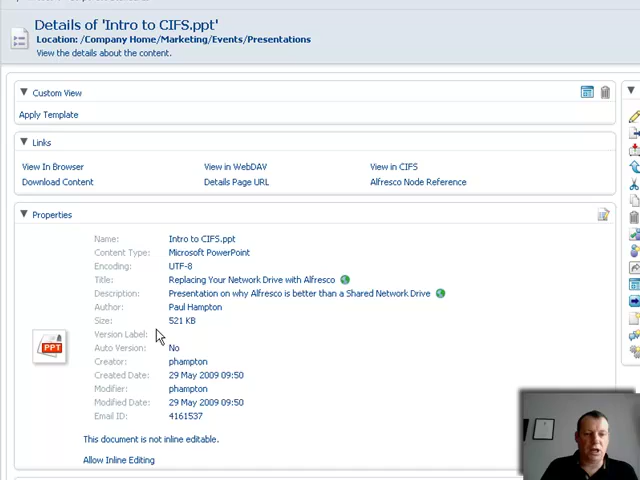 Details of 'Intro to CIFS.ppt'
Location: /Company Home/Marketing/Events/Presentations
View the details about the content.
Custom View
Apply Template
Links
View In Browser View in WebDAV View in CIFS
Download Content Details Page URL Alfresco Node Reference
Properties
Name: Intro to CIFS.ppt
Content Type: Microsoft PowerPoint
Encoding: UTF-8
Title: Replacing Your Network Drive with Alfresco
Description: Presentation on why Alfresco is better than a Shared Network Drive
Author: Paul Hampton
Size: 521 KB
Version Label:
Auto Version: No
Creator: phampton
Created Date: 29 May 2009 09:50
Modifier: phampton
Modified Date: 29 May 2009 09:50
Email ID: 4161537
PPT
This document is not inline editable.
Allow Inline Editing